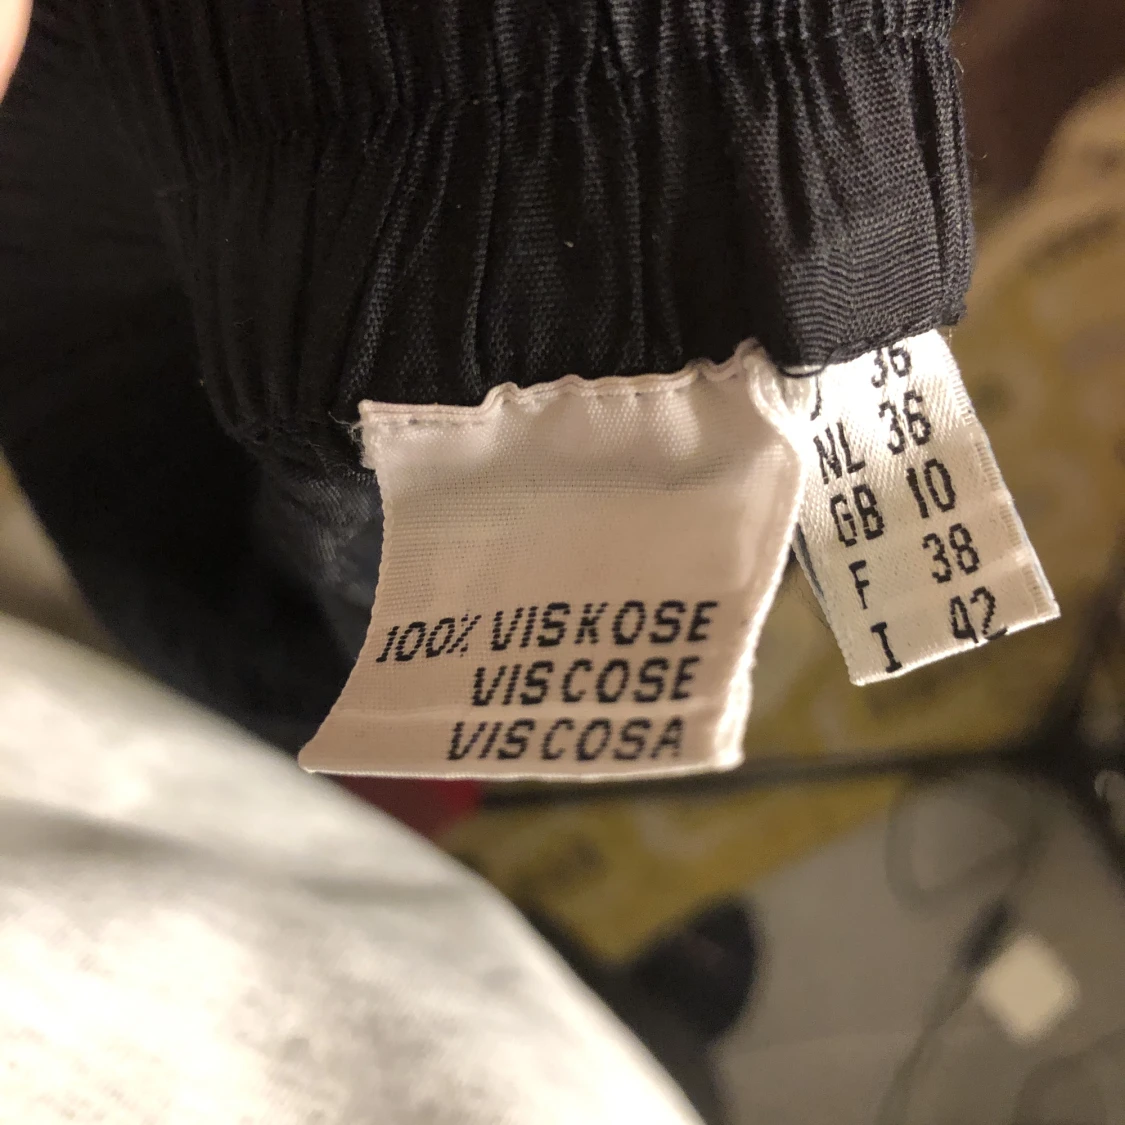 100% VISKOSE
VISCOSE
VISCOSA
36
NL 36
GB 10
F 38
I 42